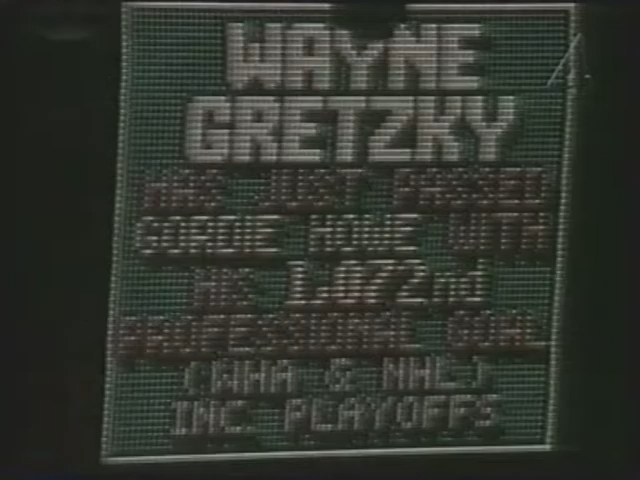 WAYNE
GRETZKY
HAS JUST PASSED
GORDIE HOWE WITH
HIS 1,072nd
PROFESSIONAL GOAL
(WHA & NHL)
INC. PLAYOFFS